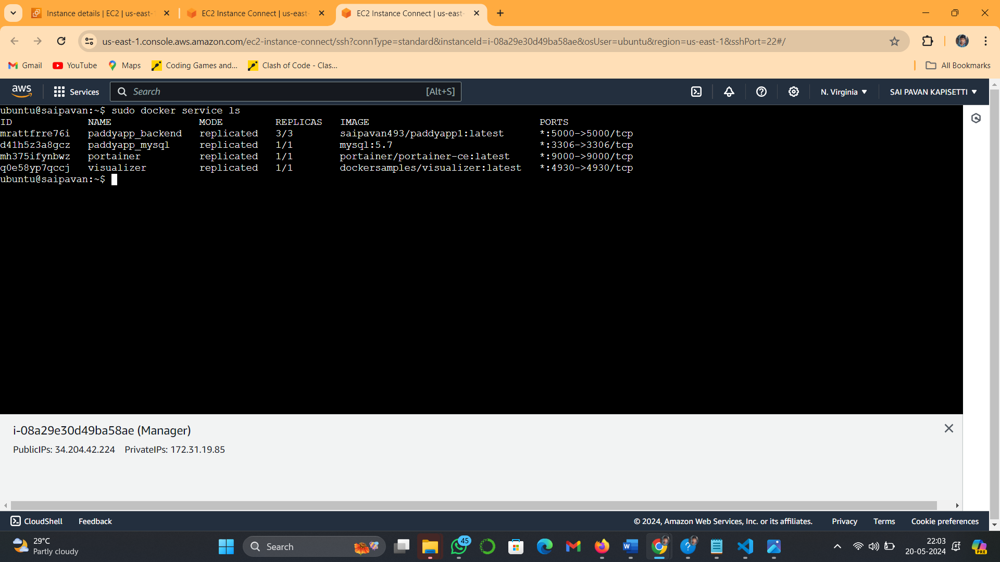 Instance details | EC2 | us-east-1
EC2 Instance Connect | us-east-
EC2 Instance Connect | us-east-
us-east-1.console.aws.amazon.com/ec2-instance-connect/ssh?connType=standard&instanceId=i-08a29e30d49ba58ae&osUser=ubuntu&region=us-east-1&sshPort=22#/
Gmail YouTube Maps Coding Games and... Clash of Code - Clas... All Bookmarks
aws Services Search [Alt+S] N. Virginia SAI PAVAN KAPISETTI
ubuntu@saipavan:~$ sudo docker service ls
ID NAME MODE REPLICAS IMAGE PORTS
mrattfrre76i paddyapp_backend replicated 3/3 saipavan493/paddyapp1:latest *:5000->5000/tcp
d41h5z3a8gcz paddyapp_mysql replicated 1/1 mysql:5.7 *:3306->3306/tcp
mh375ifynbwz portainer replicated 1/1 portainer/portainer-ce:latest *:9000->9000/tcp
q0e58yp7qccj visualizer replicated 1/1 dockersamples/visualizer:latest *:4930->4930/tcp
ubuntu@saipavan:~$
i-08a29e30d49ba58ae (Manager)
PublicIPs: 34.204.42.224 PrivateIPs: 172.31.19.85
CloudShell Feedback © 2024, Amazon Web Services, Inc. or its affiliates. Privacy Terms Cookie preferences
29°C
Partly cloudy
Search
45
22:03
20-05-2024
PRE